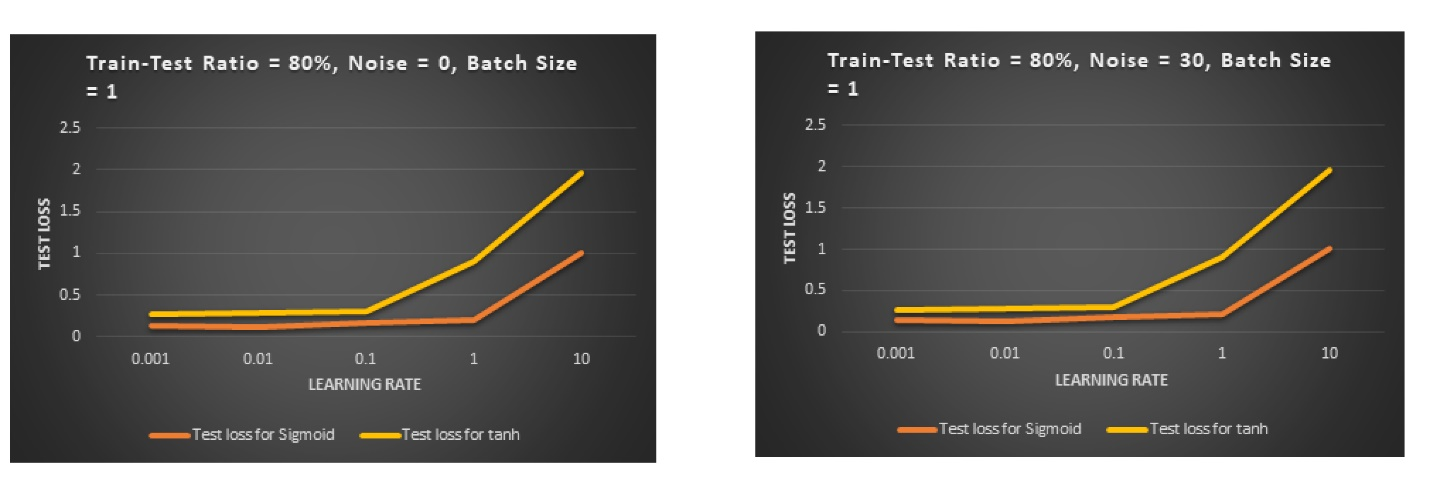 Train-Test Ratio = 80%, Noise = 0, Batch Size
= 1
2.5
2
1.5
1
0.5
0
TEST LOSS
0.001 0.01 0.1 1 10
LEARNING RATE
Test loss for Sigmoid Test loss for tanh
Train-Test Ratio = 80%, Noise = 30, Batch Size
= 1
2.5
2
1.5
1
0.5
0
TEST LOSS
0.001 0.01 0.1 1 10
LEARNING RATE
Test loss for Sigmoid Test loss for tanh